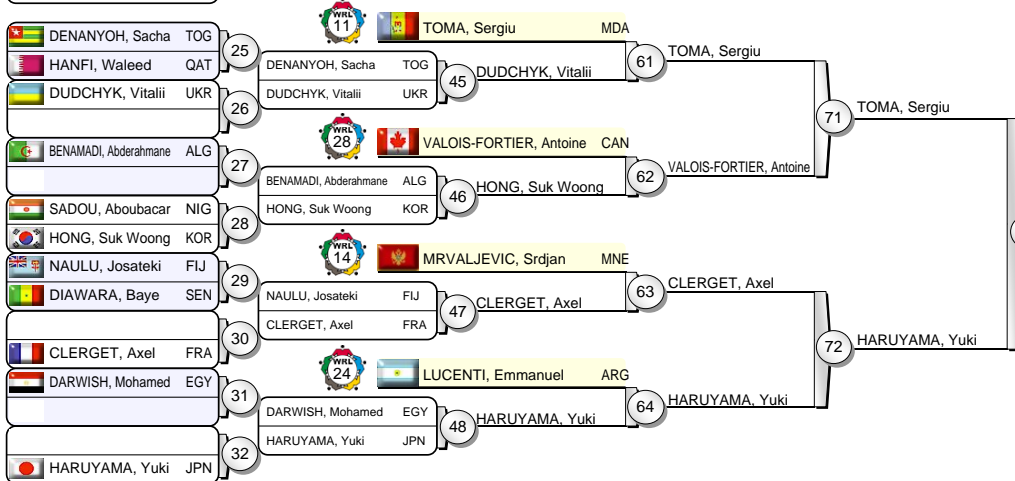 DENANYOH, Sacha TOG
HANFI, Waleed QAT
25
DUDCHYK, Vitalii UKR
26
BENAMADI, Abderahmane ALG
27
SADOU, Aboubacar NIG
HONG, Suk Woong KOR
28
NAULU, Josateki FIJ
DIAWARA, Baye SEN
29
CLERGET, Axel FRA
30
DARWISH, Mohamed EGY
31
HARUYAMA, Yuki JPN
32
WRL
11
TOMA, Sergiu MDA
DENANYOH, Sacha TOG
DUDCHYK, Vitalii UKR
45
DUDCHYK, Vitalii
61
WRL
28
VALOIS-FORTIER, Antoine CAN
BENAMADI, Abderahmane ALG
HONG, Suk Woong KOR
46
HONG, Suk Woong
62
WRL
14
MRVALJEVIC, Srdjan MNE
NAULU, Josateki FIJ
CLERGET, Axel FRA
47
CLERGET, Axel
63
WRL
24
LUCENTI, Emmanuel ARG
DARWISH, Mohamed EGY
HARUYAMA, Yuki JPN
48
HARUYAMA, Yuki
64
TOMA, Sergiu
VALOIS-FORTIER, Antoine
71
TOMA, Sergiu
CLERGET, Axel
HARUYAMA, Yuki
72
HARUYAMA, Yuki